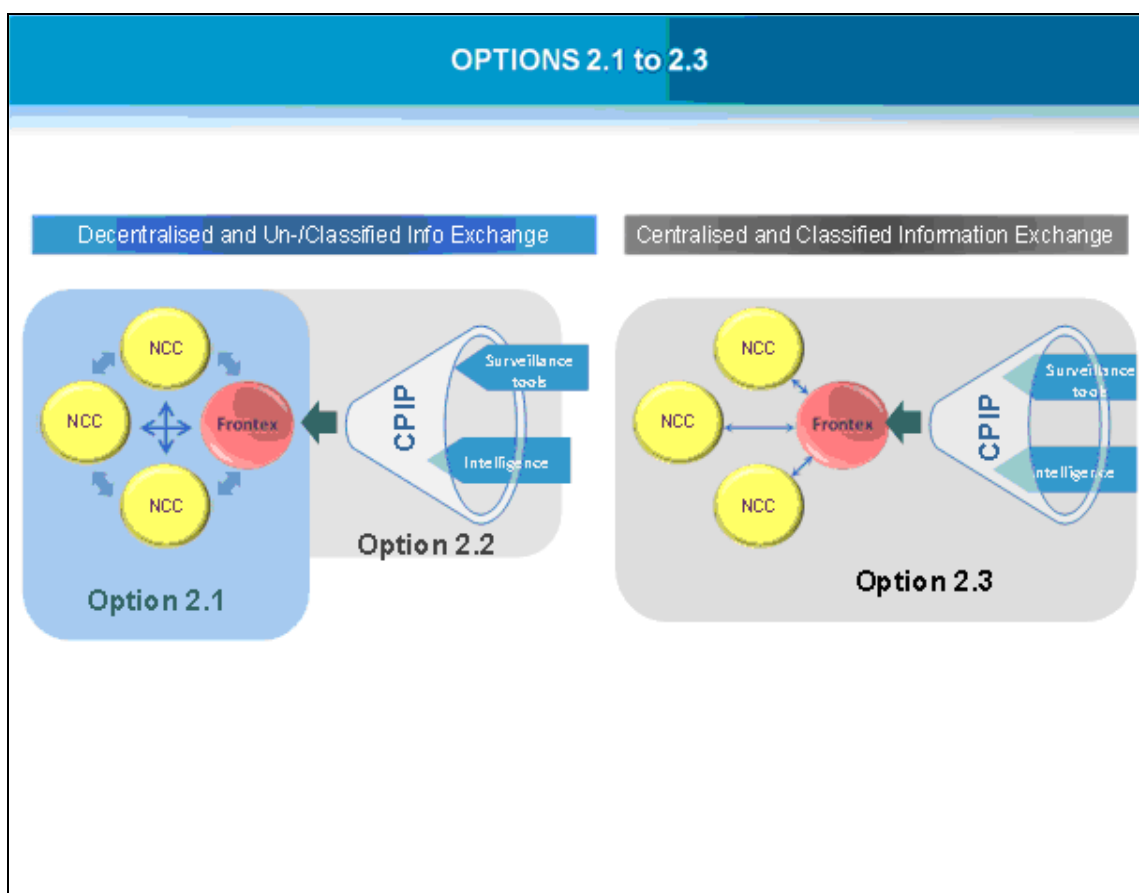 OPTIONS 2.1 to 2.3
Decentralised and Un-/Classified Info Exchange
NCC
NCC
Frontex
NCC
CPIP
Surveillance
tools
Intelligence
Option 2.2
Option 2.1
Centralised and Classified Information Exchange
NCC
NCC
Frontex
NCC
CPIP
Surveillance
tools
Intelligence
Option 2.3